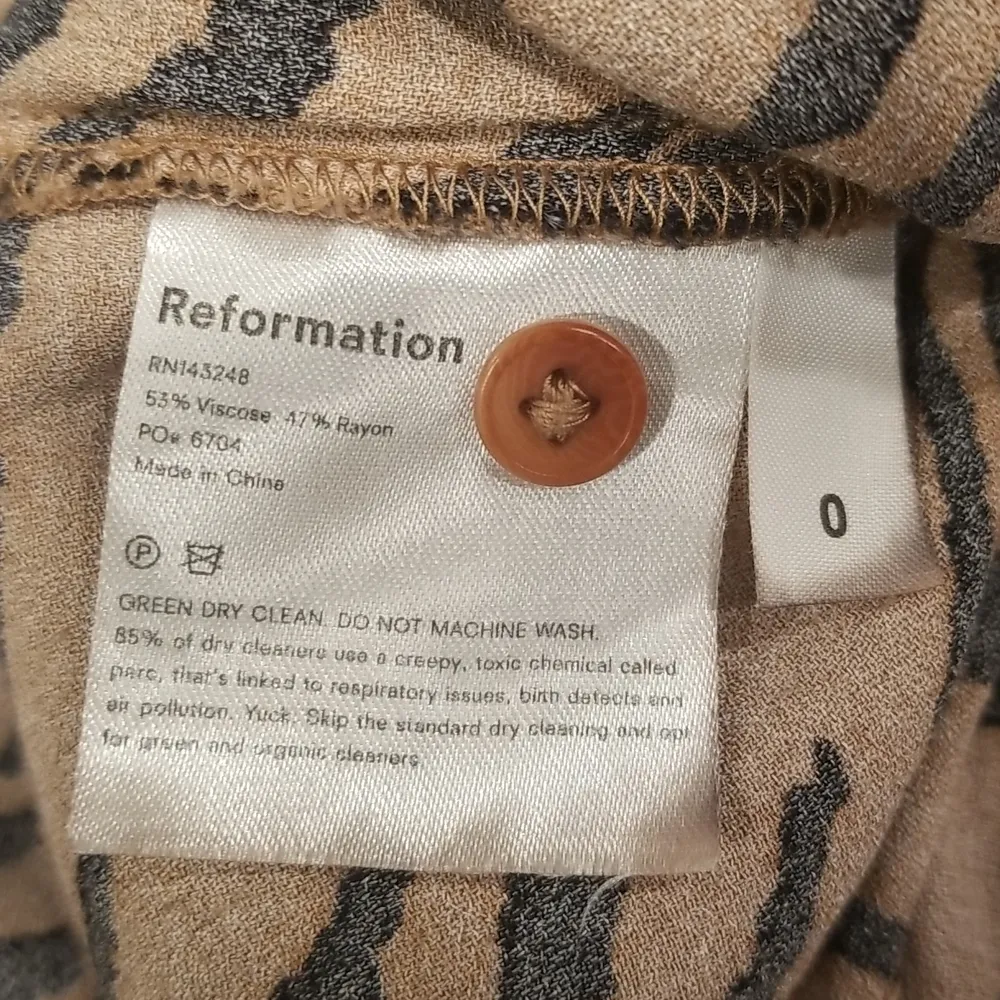 Reformation
RN143248
53% Viscose 47% Rayon
PO# 6704
Made in China
P
GREEN DRY CLEAN. DO NOT MACHINE WASH.
85% of dry cleaners use a creepy, toxic chemical called
perc, that's linked to respiratory issues, birth defects and
air pollution. Yuck. Skip the standard dry cleaning and opt
for green and organic cleaners.
0